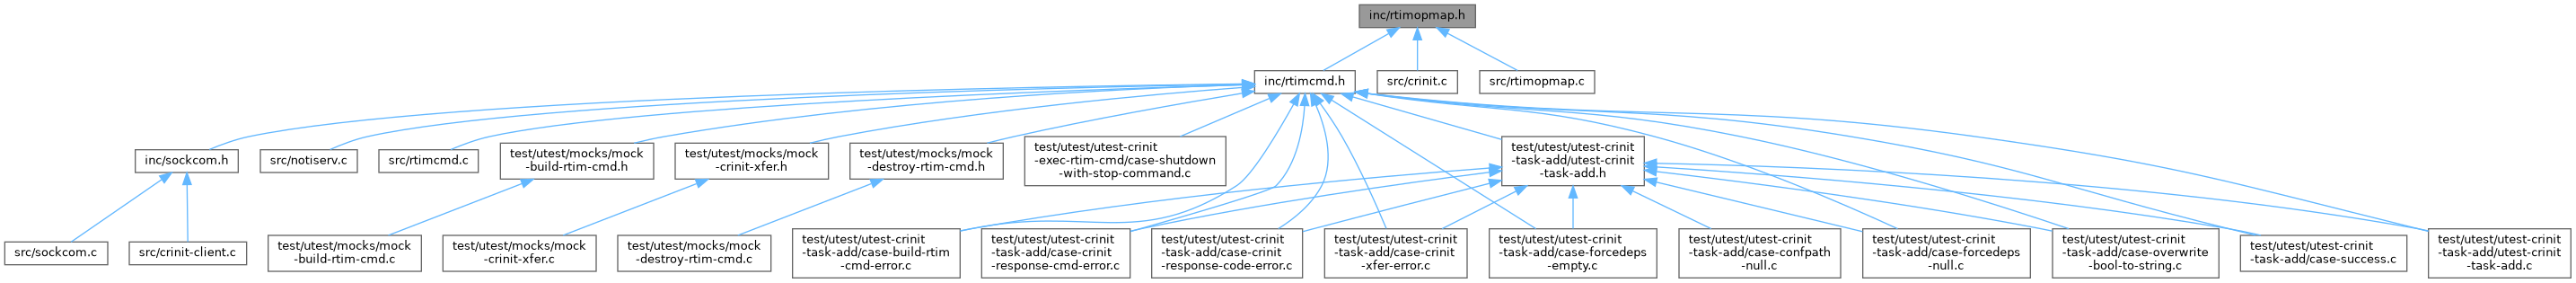 inc/rtimopmap.h
inc/rtimcmd.h
src/crinit.c
src/rtimopmap.c
inc/sockcom.h
src/notiserv.c
src/rtimcmd.c
test/utest/mocks/mock
-build-rtim-cmd.h
test/utest/mocks/mock
-crinit-xfer.h
test/utest/mocks/mock
-destroy-rtim-cmd.h
test/utest/utest-crinit
-exec-rtim-cmd/case-shutdown
-with-stop-command.c
test/utest/utest-crinit
-task-add/utest-crinit
-task-add.h
src/sockcom.c
src/crinit-client.c
test/utest/mocks/mock
-build-rtim-cmd.c
test/utest/mocks/mock
-crinit-xfer.c
test/utest/mocks/mock
-destroy-rtim-cmd.c
test/utest/utest-crinit
-task-add/case-build-rtim
-cmd-error.c
test/utest/utest-crinit
-task-add/case-crinit
-response-cmd-error.c
test/utest/utest-crinit
-task-add/case-crinit
-response-code-error.c
test/utest/utest-crinit
-task-add/case-crinit
-xfer-error.c
test/utest/utest-crinit
-task-add/case-forcedeps
-empty.c
test/utest/utest-crinit
-task-add/case-confpath
-null.c
test/utest/utest-crinit
-task-add/case-forcedeps
-null.c
test/utest/utest-crinit
-task-add/case-overwrite
-bool-to-string.c
test/utest/utest-crinit
-task-add/case-success.c
test/utest/utest-crinit
-task-add/utest-crinit
-task-add.c